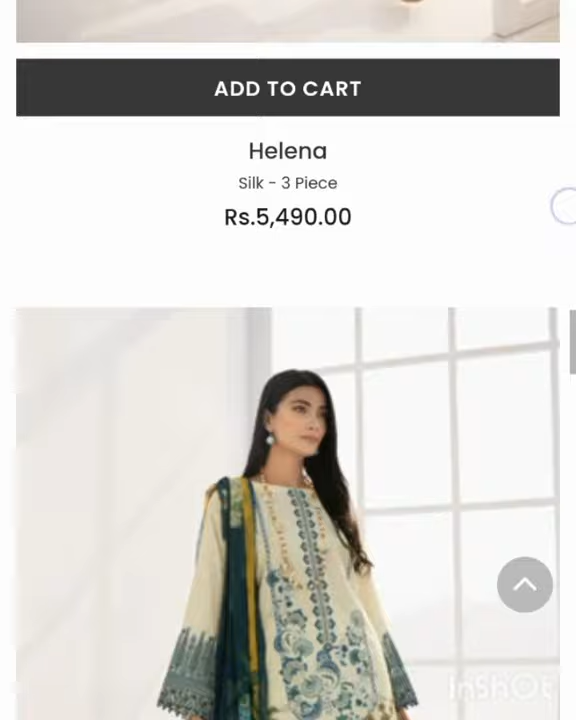 ADD TO CART
Helena
Silk - 3 Piece
Rs.5,490.00
InShOt